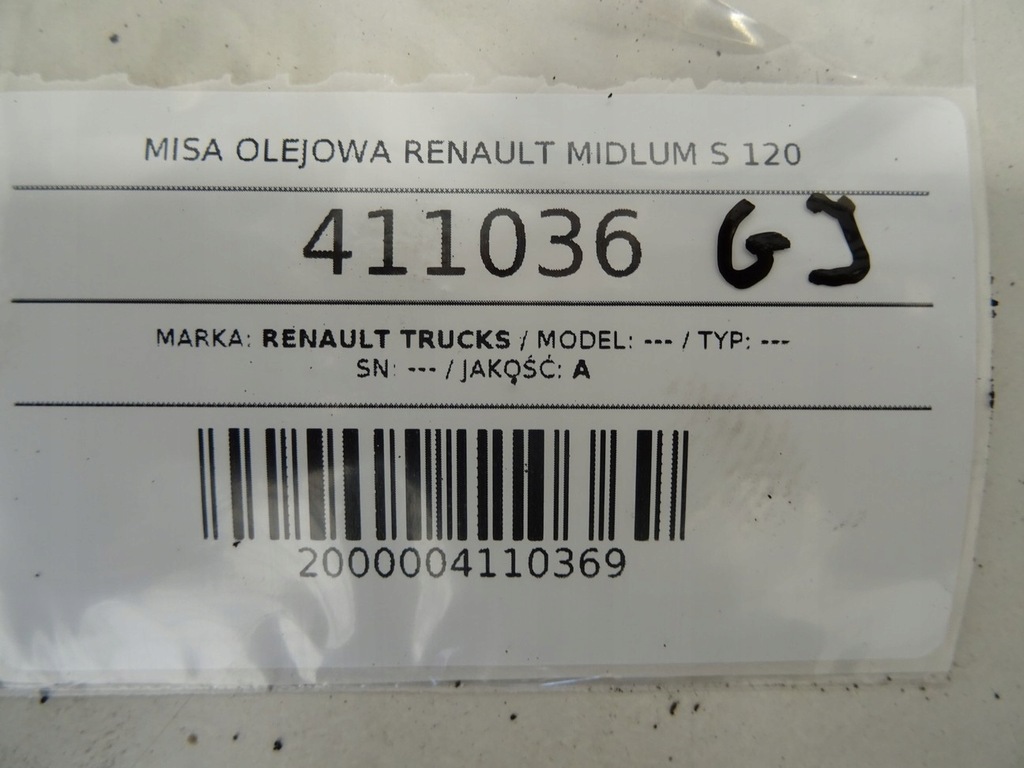 MISA OLEJOWA RENAULT MIDLUM S 120
411036 GJ
MARKA: RENAULT TRUCKS / MODEL: --- / TYP: ---
SN: --- / JAKOŚĆ: A
2000004110369